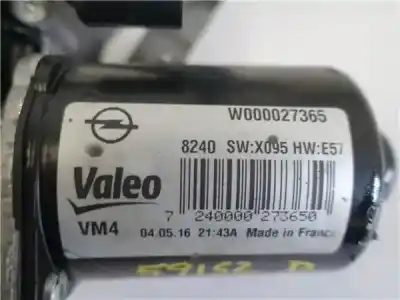 W000027365
8240 SW:X095 HW:E57
Valeo
7 240000 273650
VM4 04.05.16 21:43A Made in France